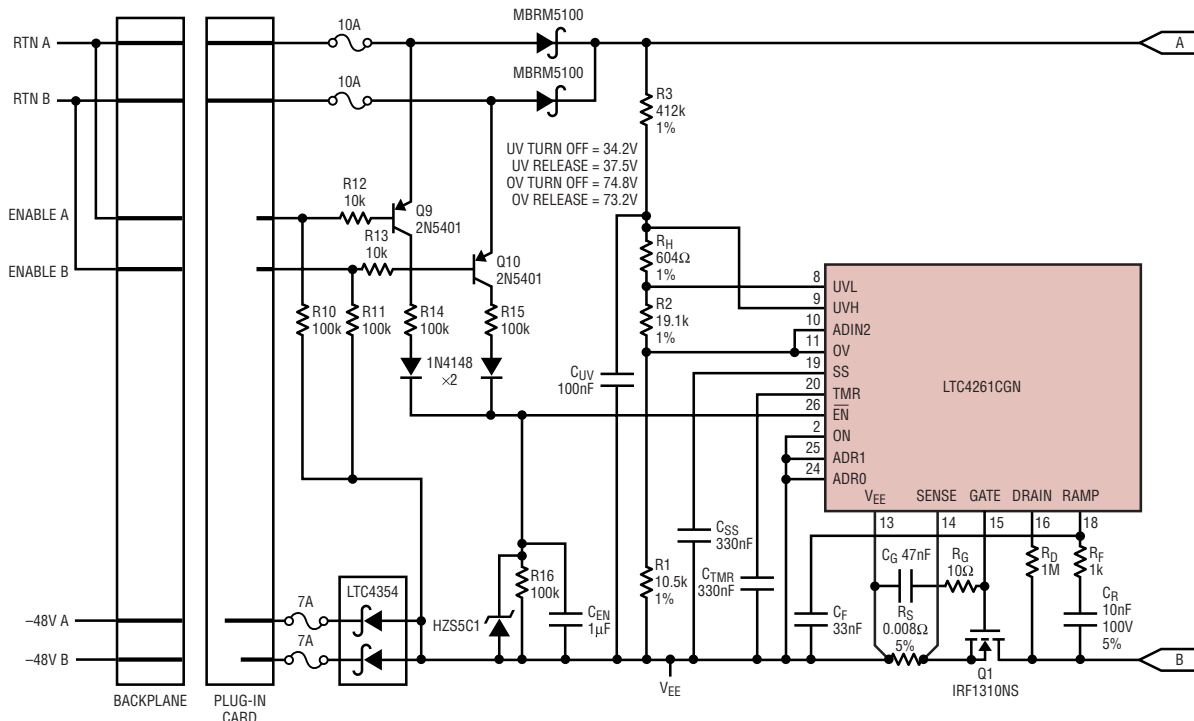 RTN A
RTN B
ENABLE A
ENABLE B
–48V A
–48V B
BACKPLANE
PLUG-IN
CARD
10A
10A
7A
7A
LTC4354
MBRM5100
MBRM5100
R12
10k
R13
10k
Q9
2N5401
Q10
2N5401
R10
100k
R11
100k
R14
100k
R15
100k
1N4148
×2
HZS5C1
R16
100k
CEN
1µF
UV TURN OFF = 34.2V
UV RELEASE = 37.5V
OV TURN OFF = 74.8V
OV RELEASE = 73.2V
R3
412k
1%
RH
604Ω
1%
R2
19.1k
1%
R1
10.5k
1%
CUV
100nF
CSS
330nF
CTMR
330nF
VEE
8 UVL
9 UVH
10 ADIN2
11 OV
19 SS
20 TMR
26 EN
2 ON
25 ADR1
24 ADR0
LTC4261CGN
VEE SENSE GATE DRAIN RAMP
13 14 15 16 18
CG 47nF
RG
10Ω
RS
0.008Ω
5%
CF
33nF
RD
1M
RF
1k
CR
10nF
100V
5%
Q1
IRF1310NS
A
B